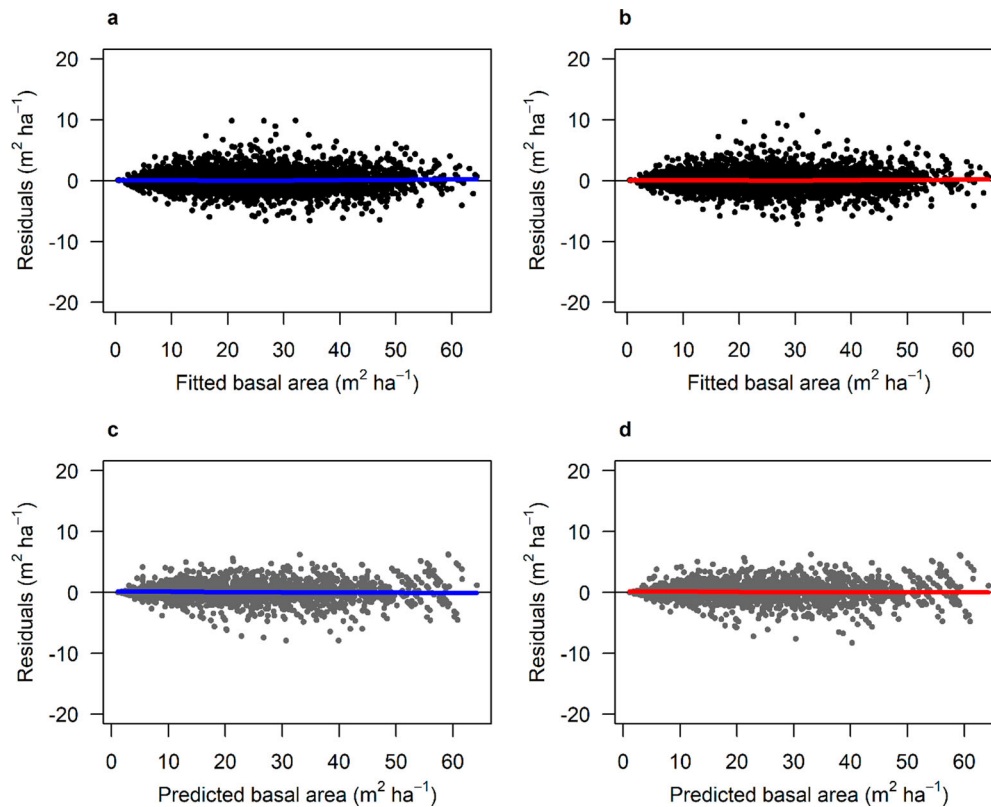 a
b
20
10
0
-10
-20
Residuals (m² ha⁻¹)
0 10 20 30 40 50 60
Fitted basal area (m² ha⁻¹)
20
10
0
-10
-20
Residuals (m² ha⁻¹)
0 10 20 30 40 50 60
Fitted basal area (m² ha⁻¹)
c
d
20
10
0
-10
-20
Residuals (m² ha⁻¹)
0 10 20 30 40 50 60
Predicted basal area (m² ha⁻¹)
20
10
0
-10
-20
Residuals (m² ha⁻¹)
0 10 20 30 40 50 60
Predicted basal area (m² ha⁻¹)